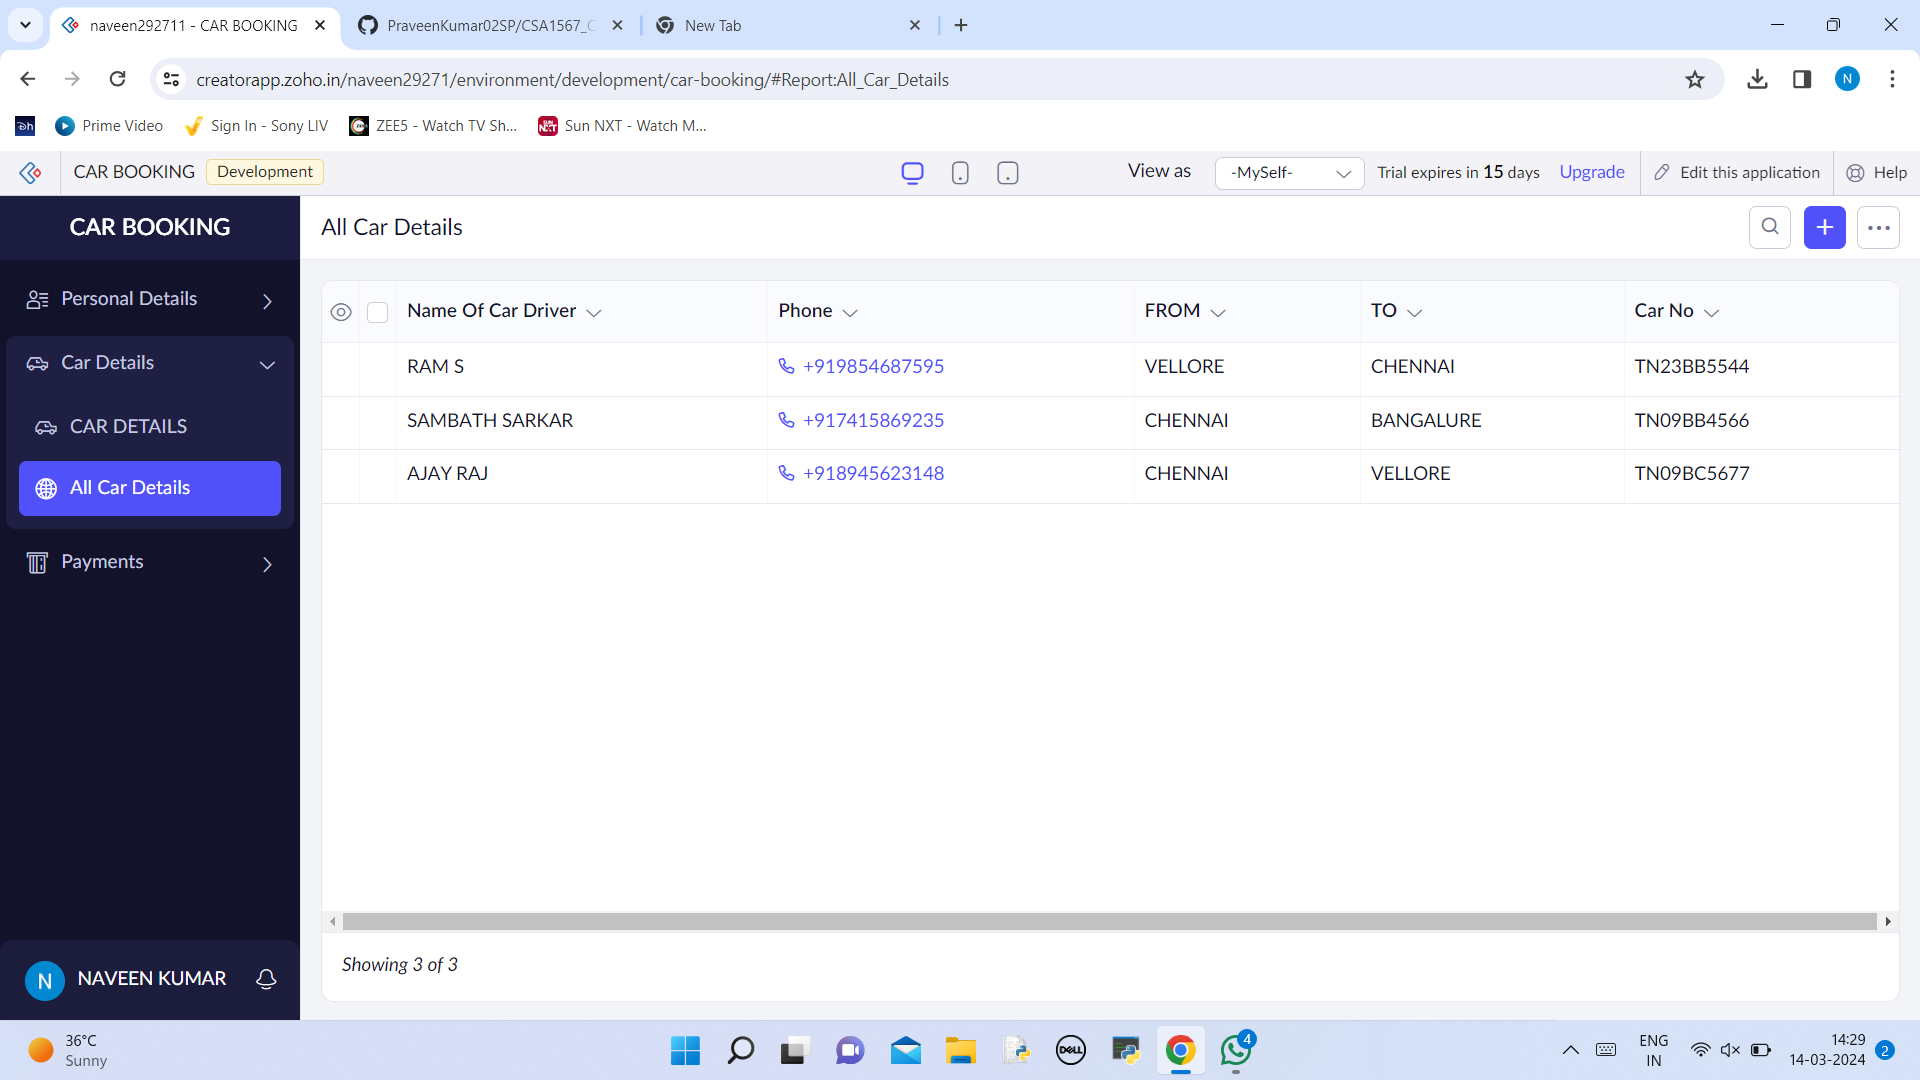 naveen292711 - CAR BOOKING
PraveenKumar02SP/CSA1567_C
New Tab
creatorapp.zoho.in/naveen29271/environment/development/car-booking/#Report:All_Car_Details
N
Prime Video
Sign In - Sony LIV
ZEE5 - Watch TV Sh...
Sun NXT - Watch M...
CAR BOOKING
Development
View as
-MySelf-
Trial expires in 15 days
Upgrade
Edit this application
Help
CAR BOOKING
All Car Details
Personal Details
Car Details
CAR DETAILS
All Car Details
Payments
Name Of Car Driver Phone FROM TO Car No
RAM S +919854687595 VELLORE CHENNAI TN23BB5544
SAMBATH SARKAR +917415869235 CHENNAI BANGALURE TN09BB4566
AJAY RAJ +918945623148 CHENNAI VELLORE TN09BC5677
Showing 3 of 3
N NAVEEN KUMAR
36°C
Sunny
DELL
4
ENG
IN
14:29
14-03-2024
2